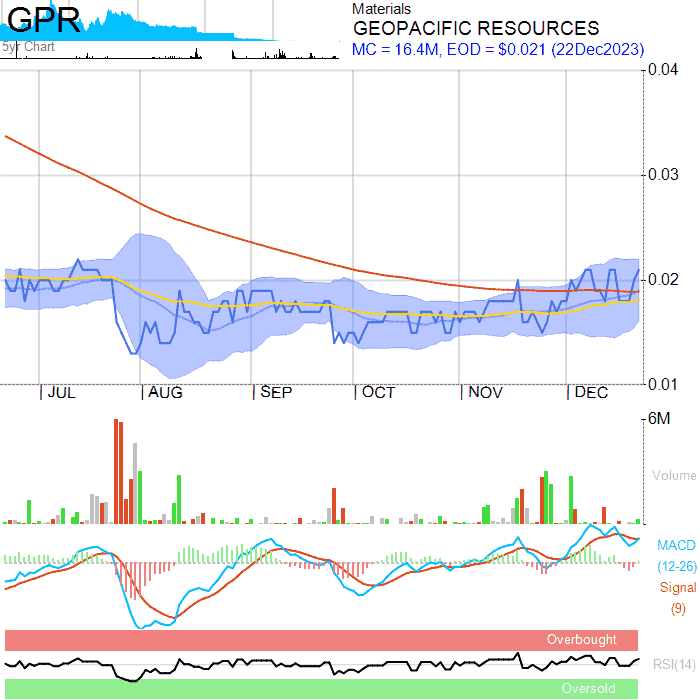 GPR
5yr Chart
Materials
GEOPACIFIC RESOURCES
MC = 16.4M, EOD = $0.021 (22Dec2023)
0.04
0.03
0.02
0.01
JUL AUG SEP OCT NOV DEC
6M
Volume
MACD
(12-26)
Signal
(9)
Overbought
RSI(14)
Oversold